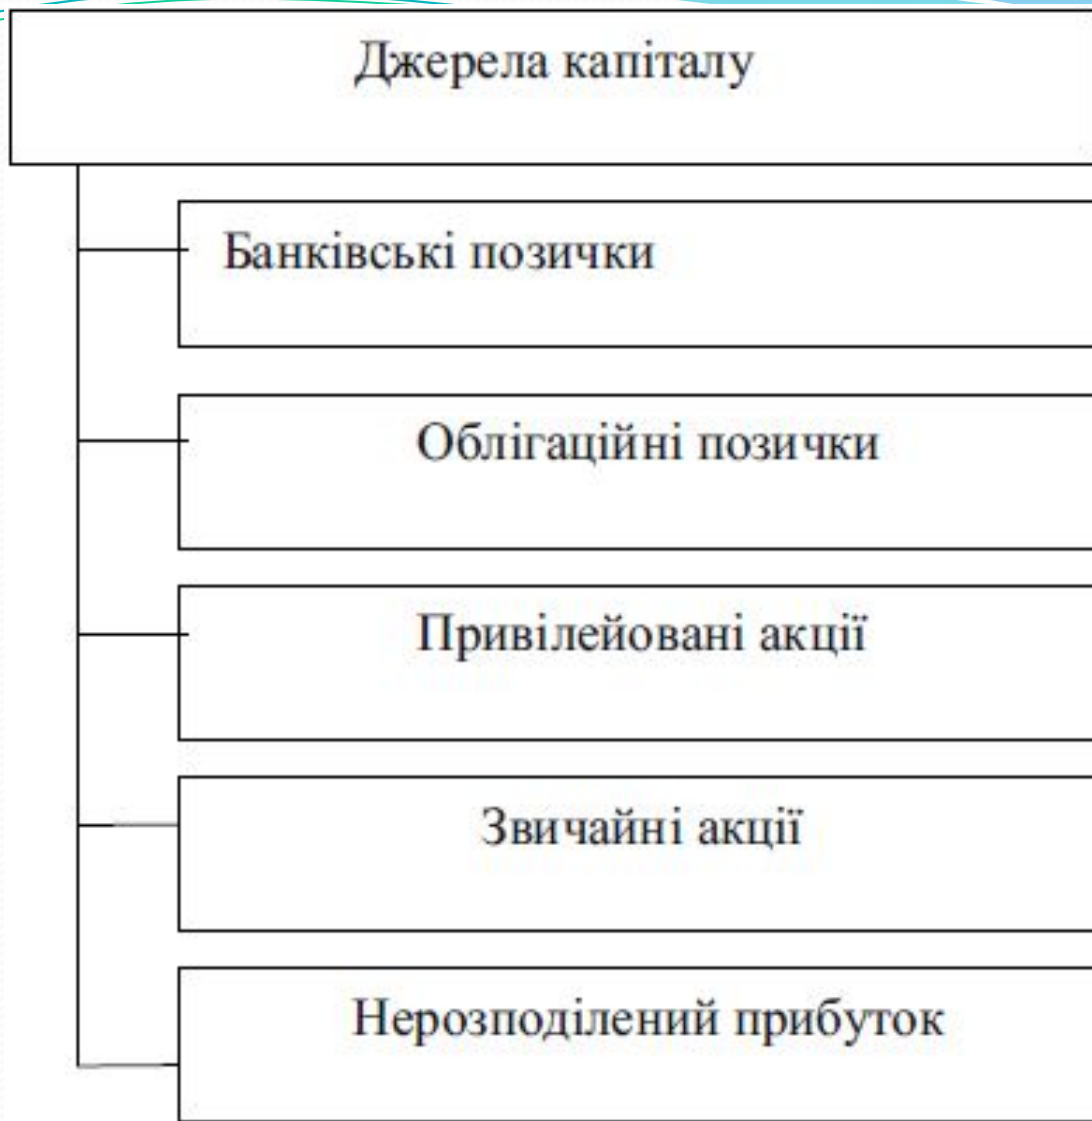 Джерела капіталу
Банківські позички
Облігаційні позички
Привілейовані акції
Звичайні акції
Нерозподілений прибуток